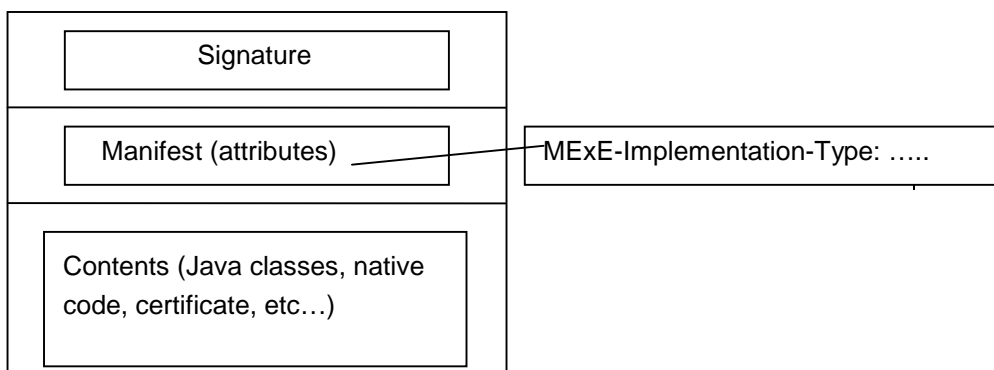 Signature
Manifest (attributes)
MExE-Implementation-Type: …..
Contents (Java classes, native
code, certificate, etc…)